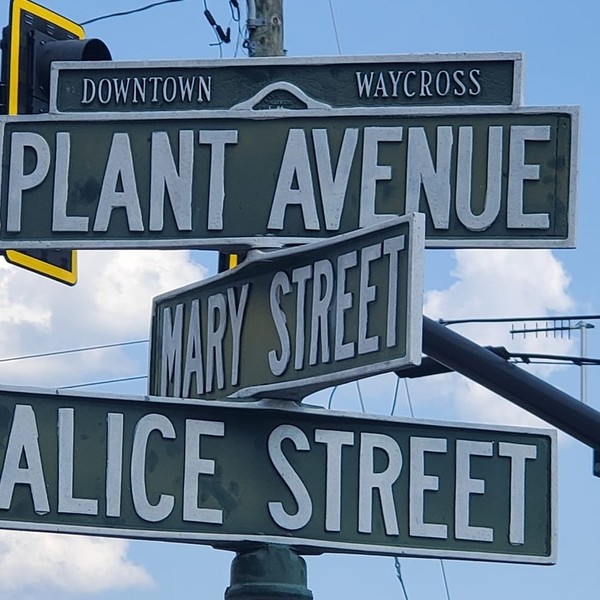 DOWNTOWN WAYCROSS
PLANT AVENUE
MARY STREET
ALICE STREET